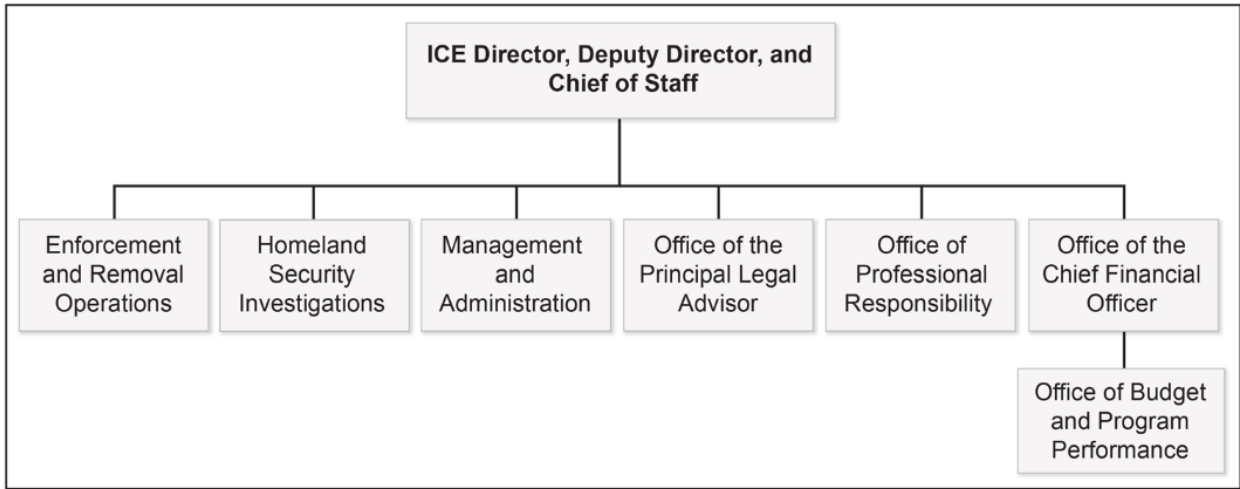 ICE Director, Deputy Director, and
Chief of Staff
Enforcement
and Removal
Operations
Homeland
Security
Investigations
Management
and
Administration
Office of the
Principal Legal
Advisor
Office of
Professional
Responsibility
Office of the
Chief Financial
Officer
Office of Budget
and Program
Performance